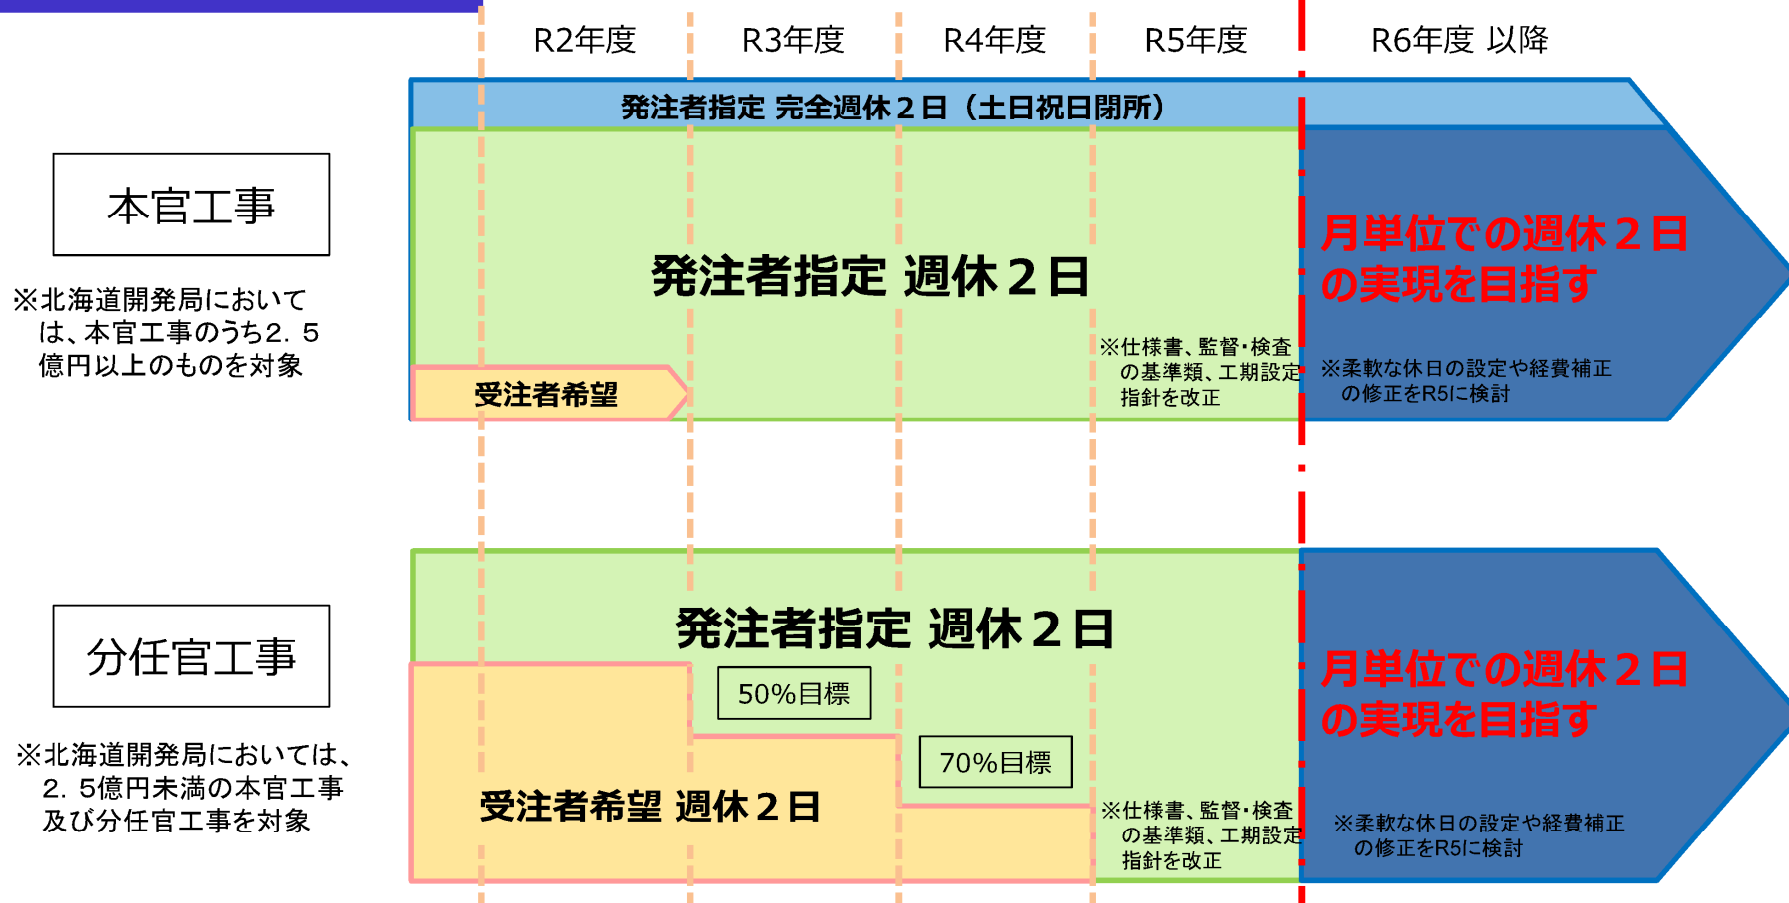 R2年度
R3年度
R4年度
R5年度
R6年度 以降
発注者指定 完全週休２日（土日祝日閉所）
本官工事
※北海道開発局において
は、本官工事のうち2．5
億円以上のものを対象
発注者指定 週休２日
受注者希望
※仕様書、監督・検査
の基準類、工期設定
指針を改正
月単位での週休２日
の実現を目指す
※柔軟な休日の設定や経費補正
の修正をR5に検討
分任官工事
※北海道開発局においては、
2．5億円未満の本官工事
及び分任官工事を対象
発注者指定 週休２日
50%目標
70%目標
受注者希望 週休２日
※仕様書、監督・検査
の基準類、工期設定
指針を改正
月単位での週休２日
の実現を目指す
※柔軟な休日の設定や経費補正
の修正をR5に検討